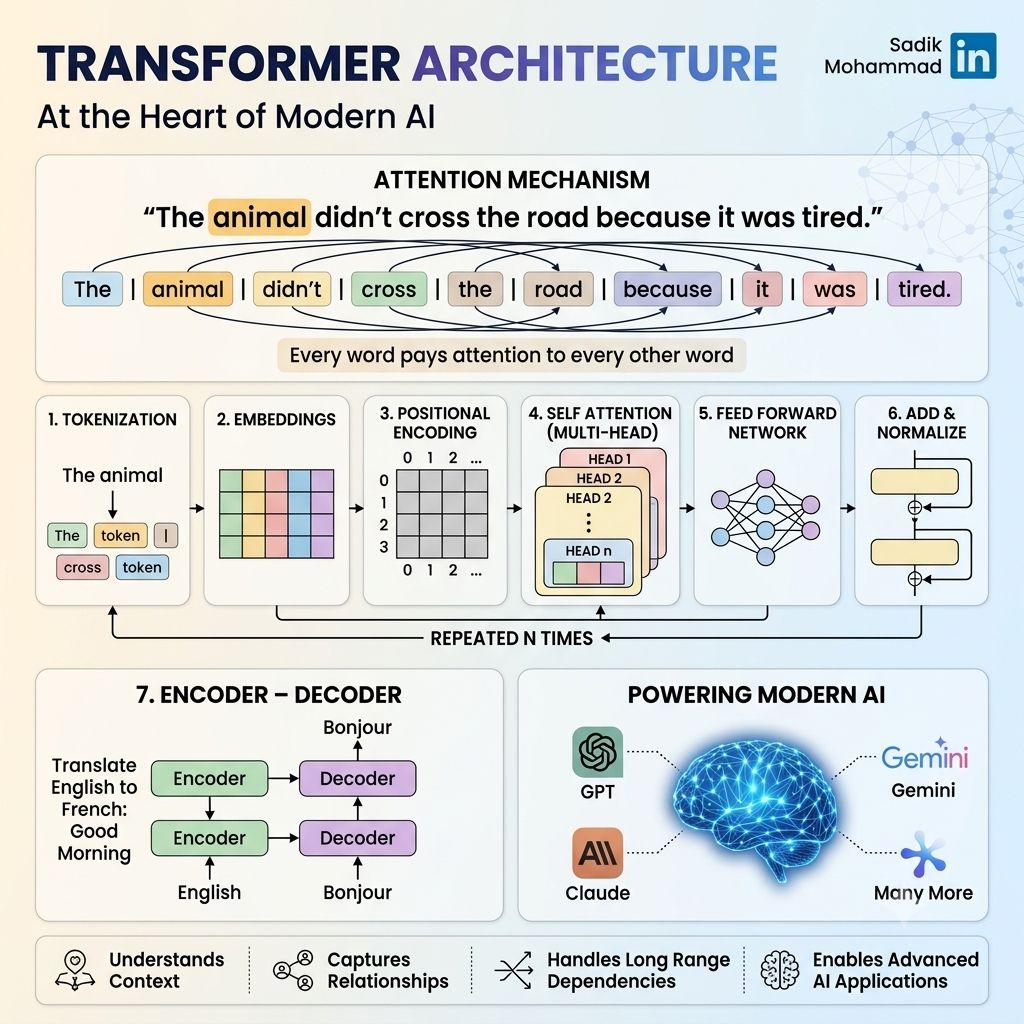 TRANSFORMER ARCHITECTURE
At the Heart of Modern AI
Sadik
Mohammad
in
ATTENTION MECHANISM
“The animal didn’t cross the road because it was tired.”
The | animal | didn’t | cross | the | road | because | it | was | tired.
Every word pays attention to every other word
1. TOKENIZATION
The animal
The token |
cross token
2. EMBEDDINGS
3. POSITIONAL
ENCODING
0 1 2 ...
0
1
2
3
0 1 2 ...
4. SELF ATTENTION
(MULTI-HEAD)
HEAD 1
HEAD 2
HEAD 2
HEAD n
5. FEED FORWARD
NETWORK
6. ADD &
NORMALIZE
REPEATED N TIMES
7. ENCODER – DECODER
Translate
English to
French:
Good
Morning
Bonjour
Encoder Decoder
Encoder Decoder
English Bonjour
POWERING MODERN AI
GPT
Claude
Gemini
Gemini
Many More
Understands
Context
Captures
Relationships
Handles Long Range
Dependencies
Enables Advanced
AI Applications